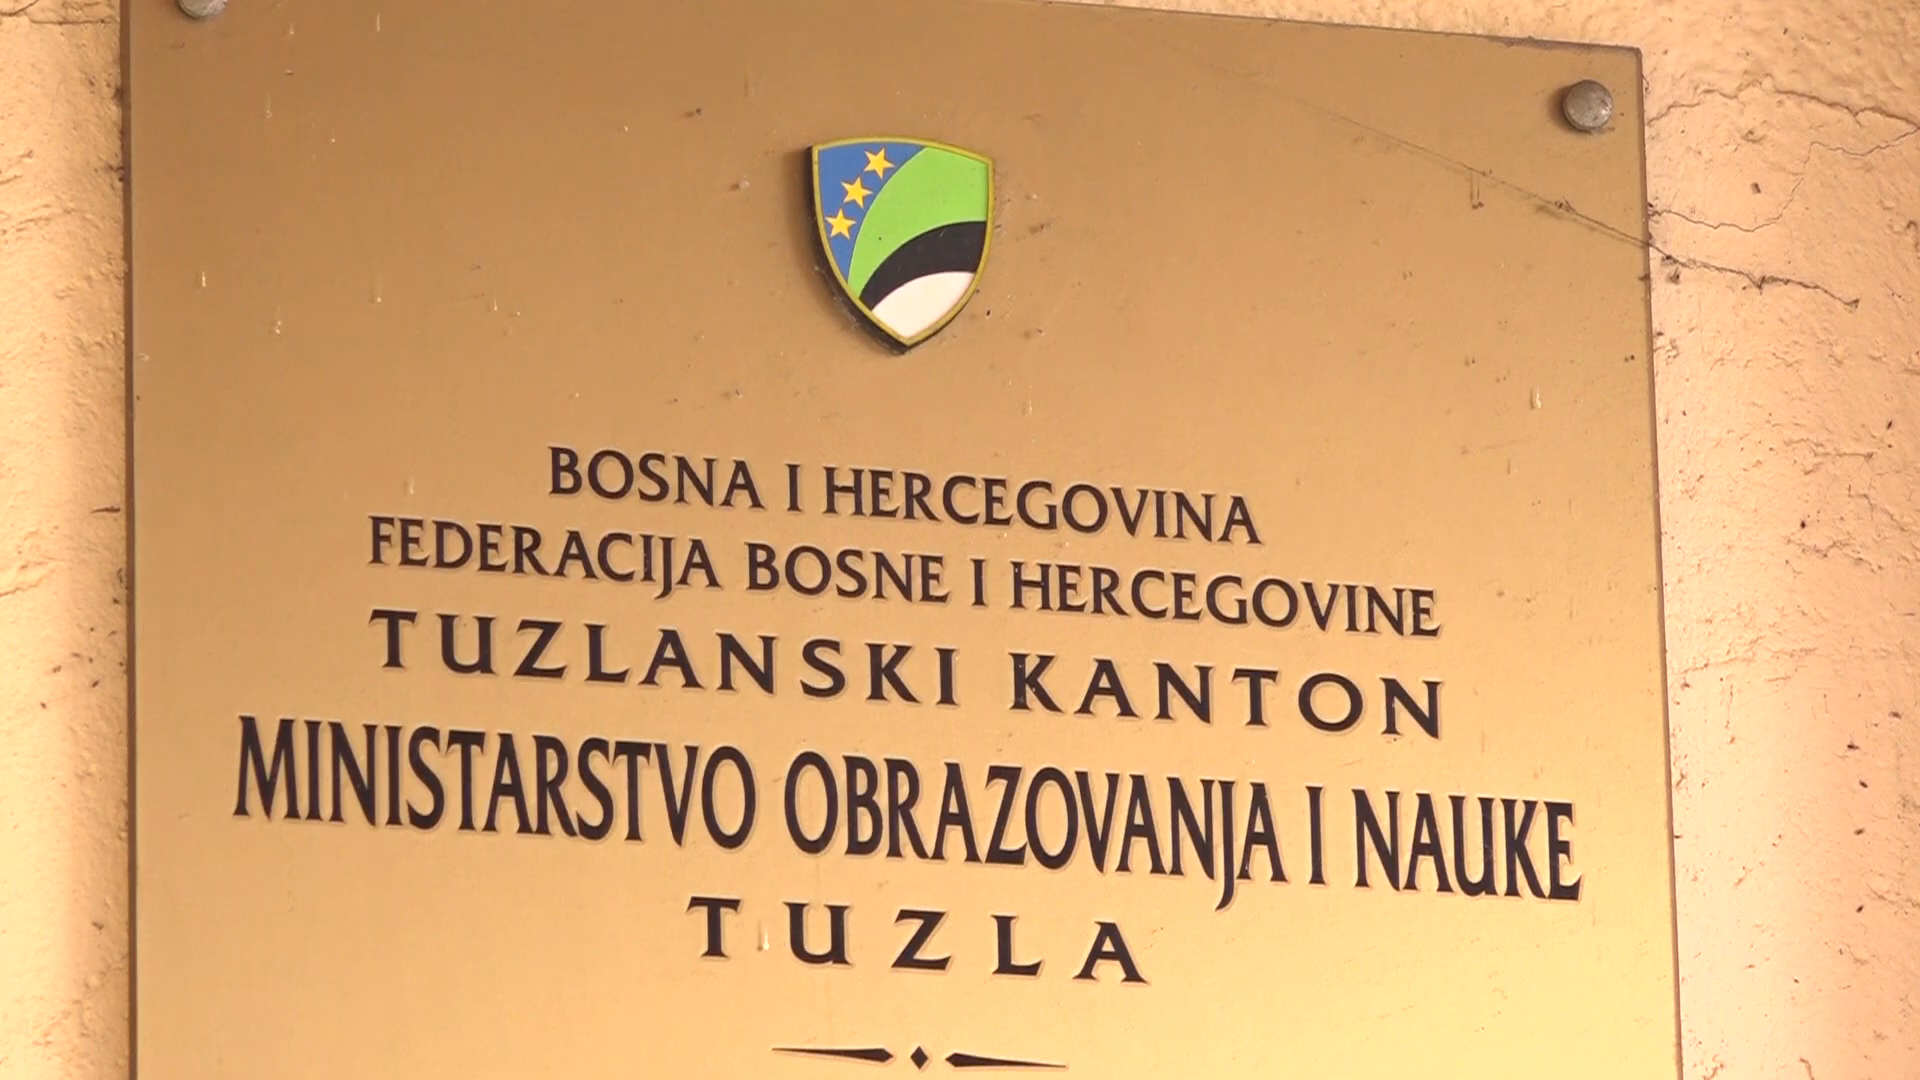 BOSNA I HERCEGOVINA
FEDERACIJA BOSNE I HERCEGOVINE
TUZLANSKI KANTON
MINISTARSTVO OBRAZOVANJA I NAUKE
TUZLA